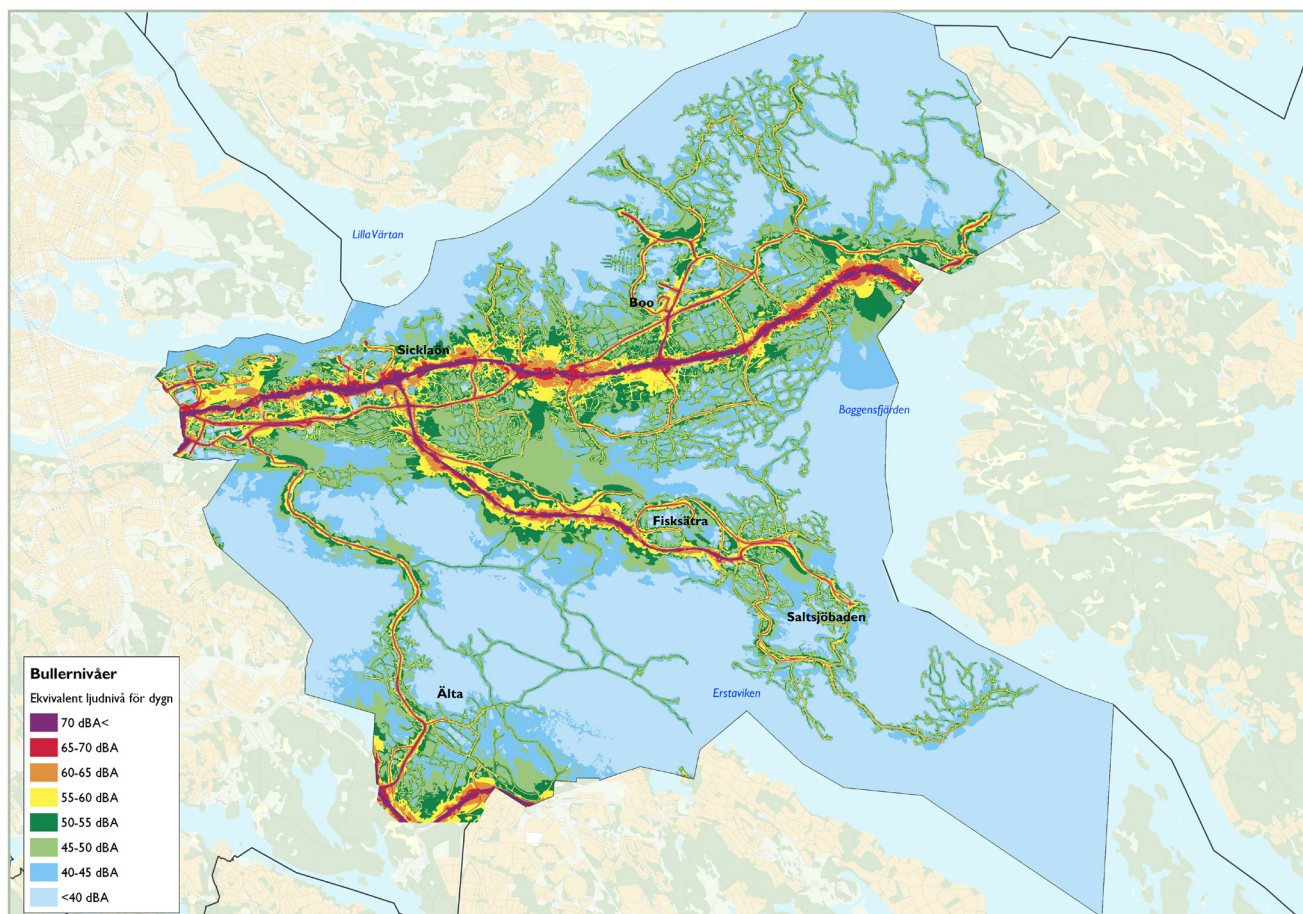 Lilla Värtan
Boo
Sicklaön
Baggensfjärden
Fisksätra
Saltsjöbaden
Älta
Erstaviken
Bullernivåer
Ekvivalent ljudnivå för dygn
70 dBA<
65-70 dBA
60-65 dBA
55-60 dBA
50-55 dBA
45-50 dBA
40-45 dBA
<40 dBA